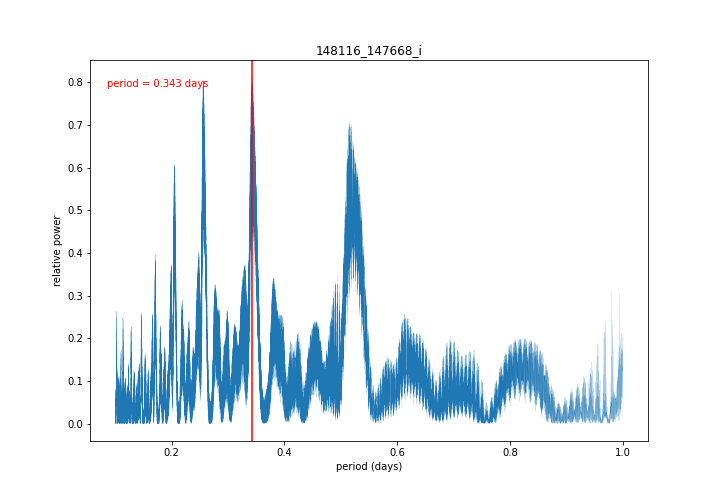 148116_147668_i
period = 0.343 days
relative power
0.8
0.7
0.6
0.5
0.4
0.3
0.2
0.1
0.0
0.2 0.4 0.6 0.8 1.0
period (days)